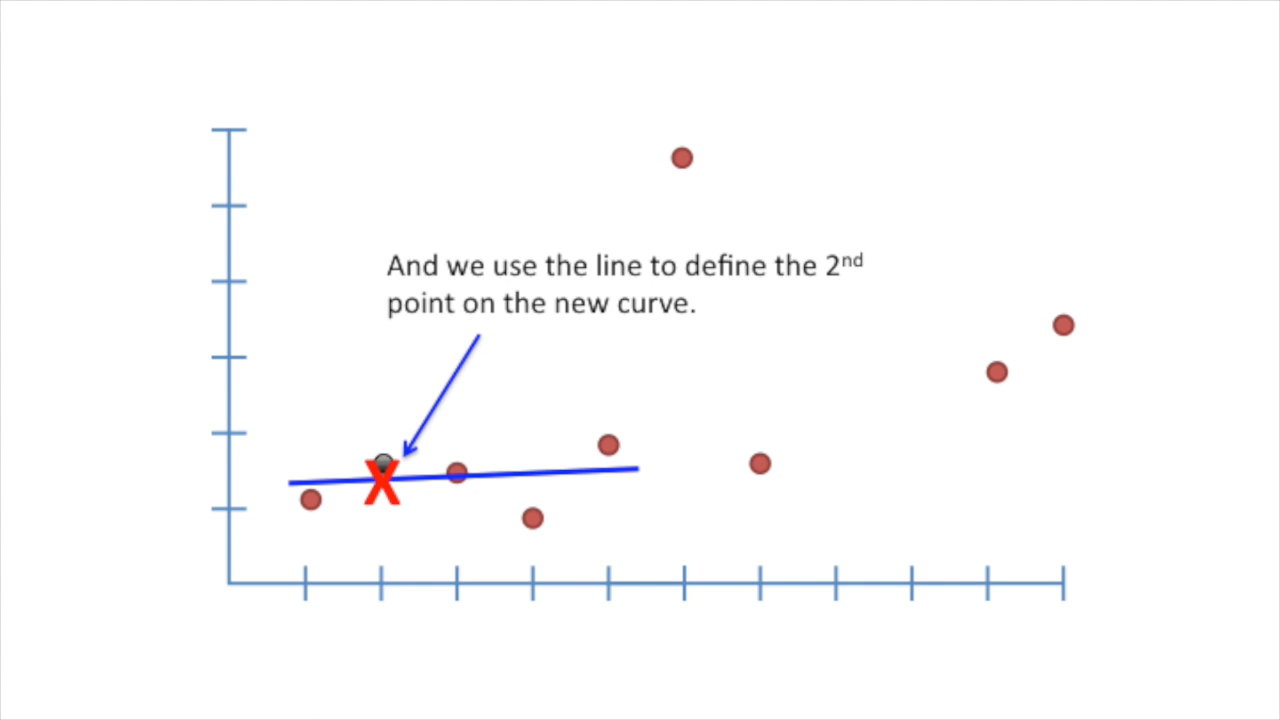 And we use the line to define the 2nd
point on the new curve.
X